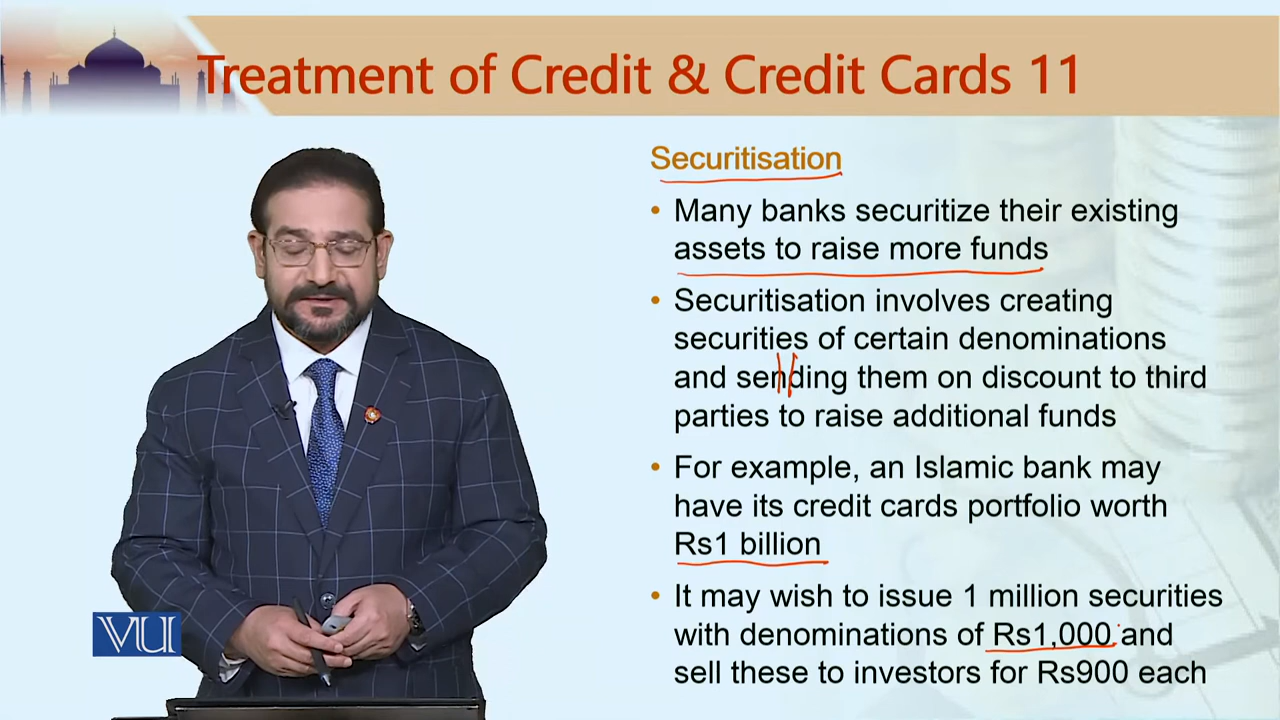 Treatment of Credit & Credit Cards 11
Securitisation
• Many banks securitize their existing
assets to raise more funds
• Securitisation involves creating
securities of certain denominations
and sending them on discount to third
parties to raise additional funds
• For example, an Islamic bank may
have its credit cards portfolio worth
Rs1 billion
• It may wish to issue 1 million securities
with denominations of Rs1,000 and
sell these to investors for Rs900 each
VU